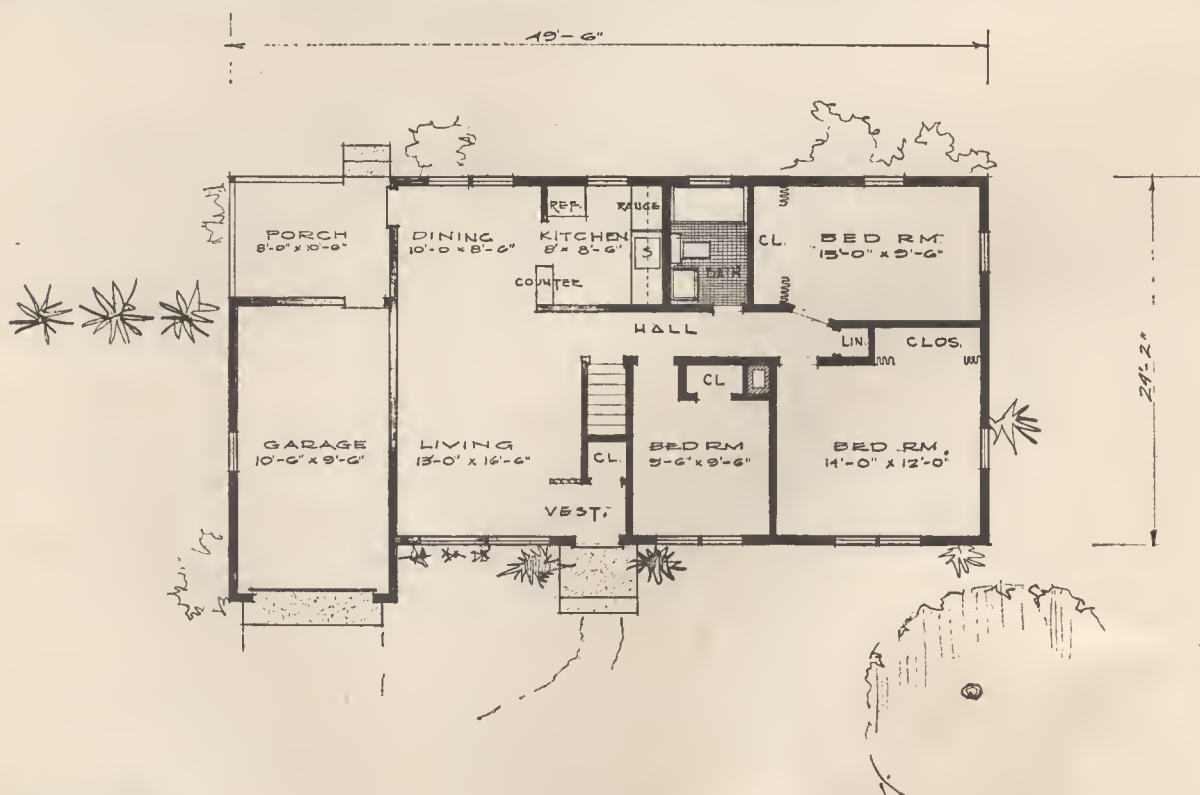 49'-6"
PORCH
8'-0" x 10-6"
DINING
10'-0 x 8'-6"
REF.
RANGE
KITCHEN
8' x 8'-6"
S
COUNTER
BATH
CL.
BED RM.
13'-0" x 9'-6"
HALL
LIN.
CLOS.
24'-2"
CL
GARAGE
10'-6" x 9'-6"
LIVING
13'-0" x 16'-6"
CL.
BED RM
9'-6" x 9'-6"
BED RM.
14'-0" x 12'-0"
VEST.